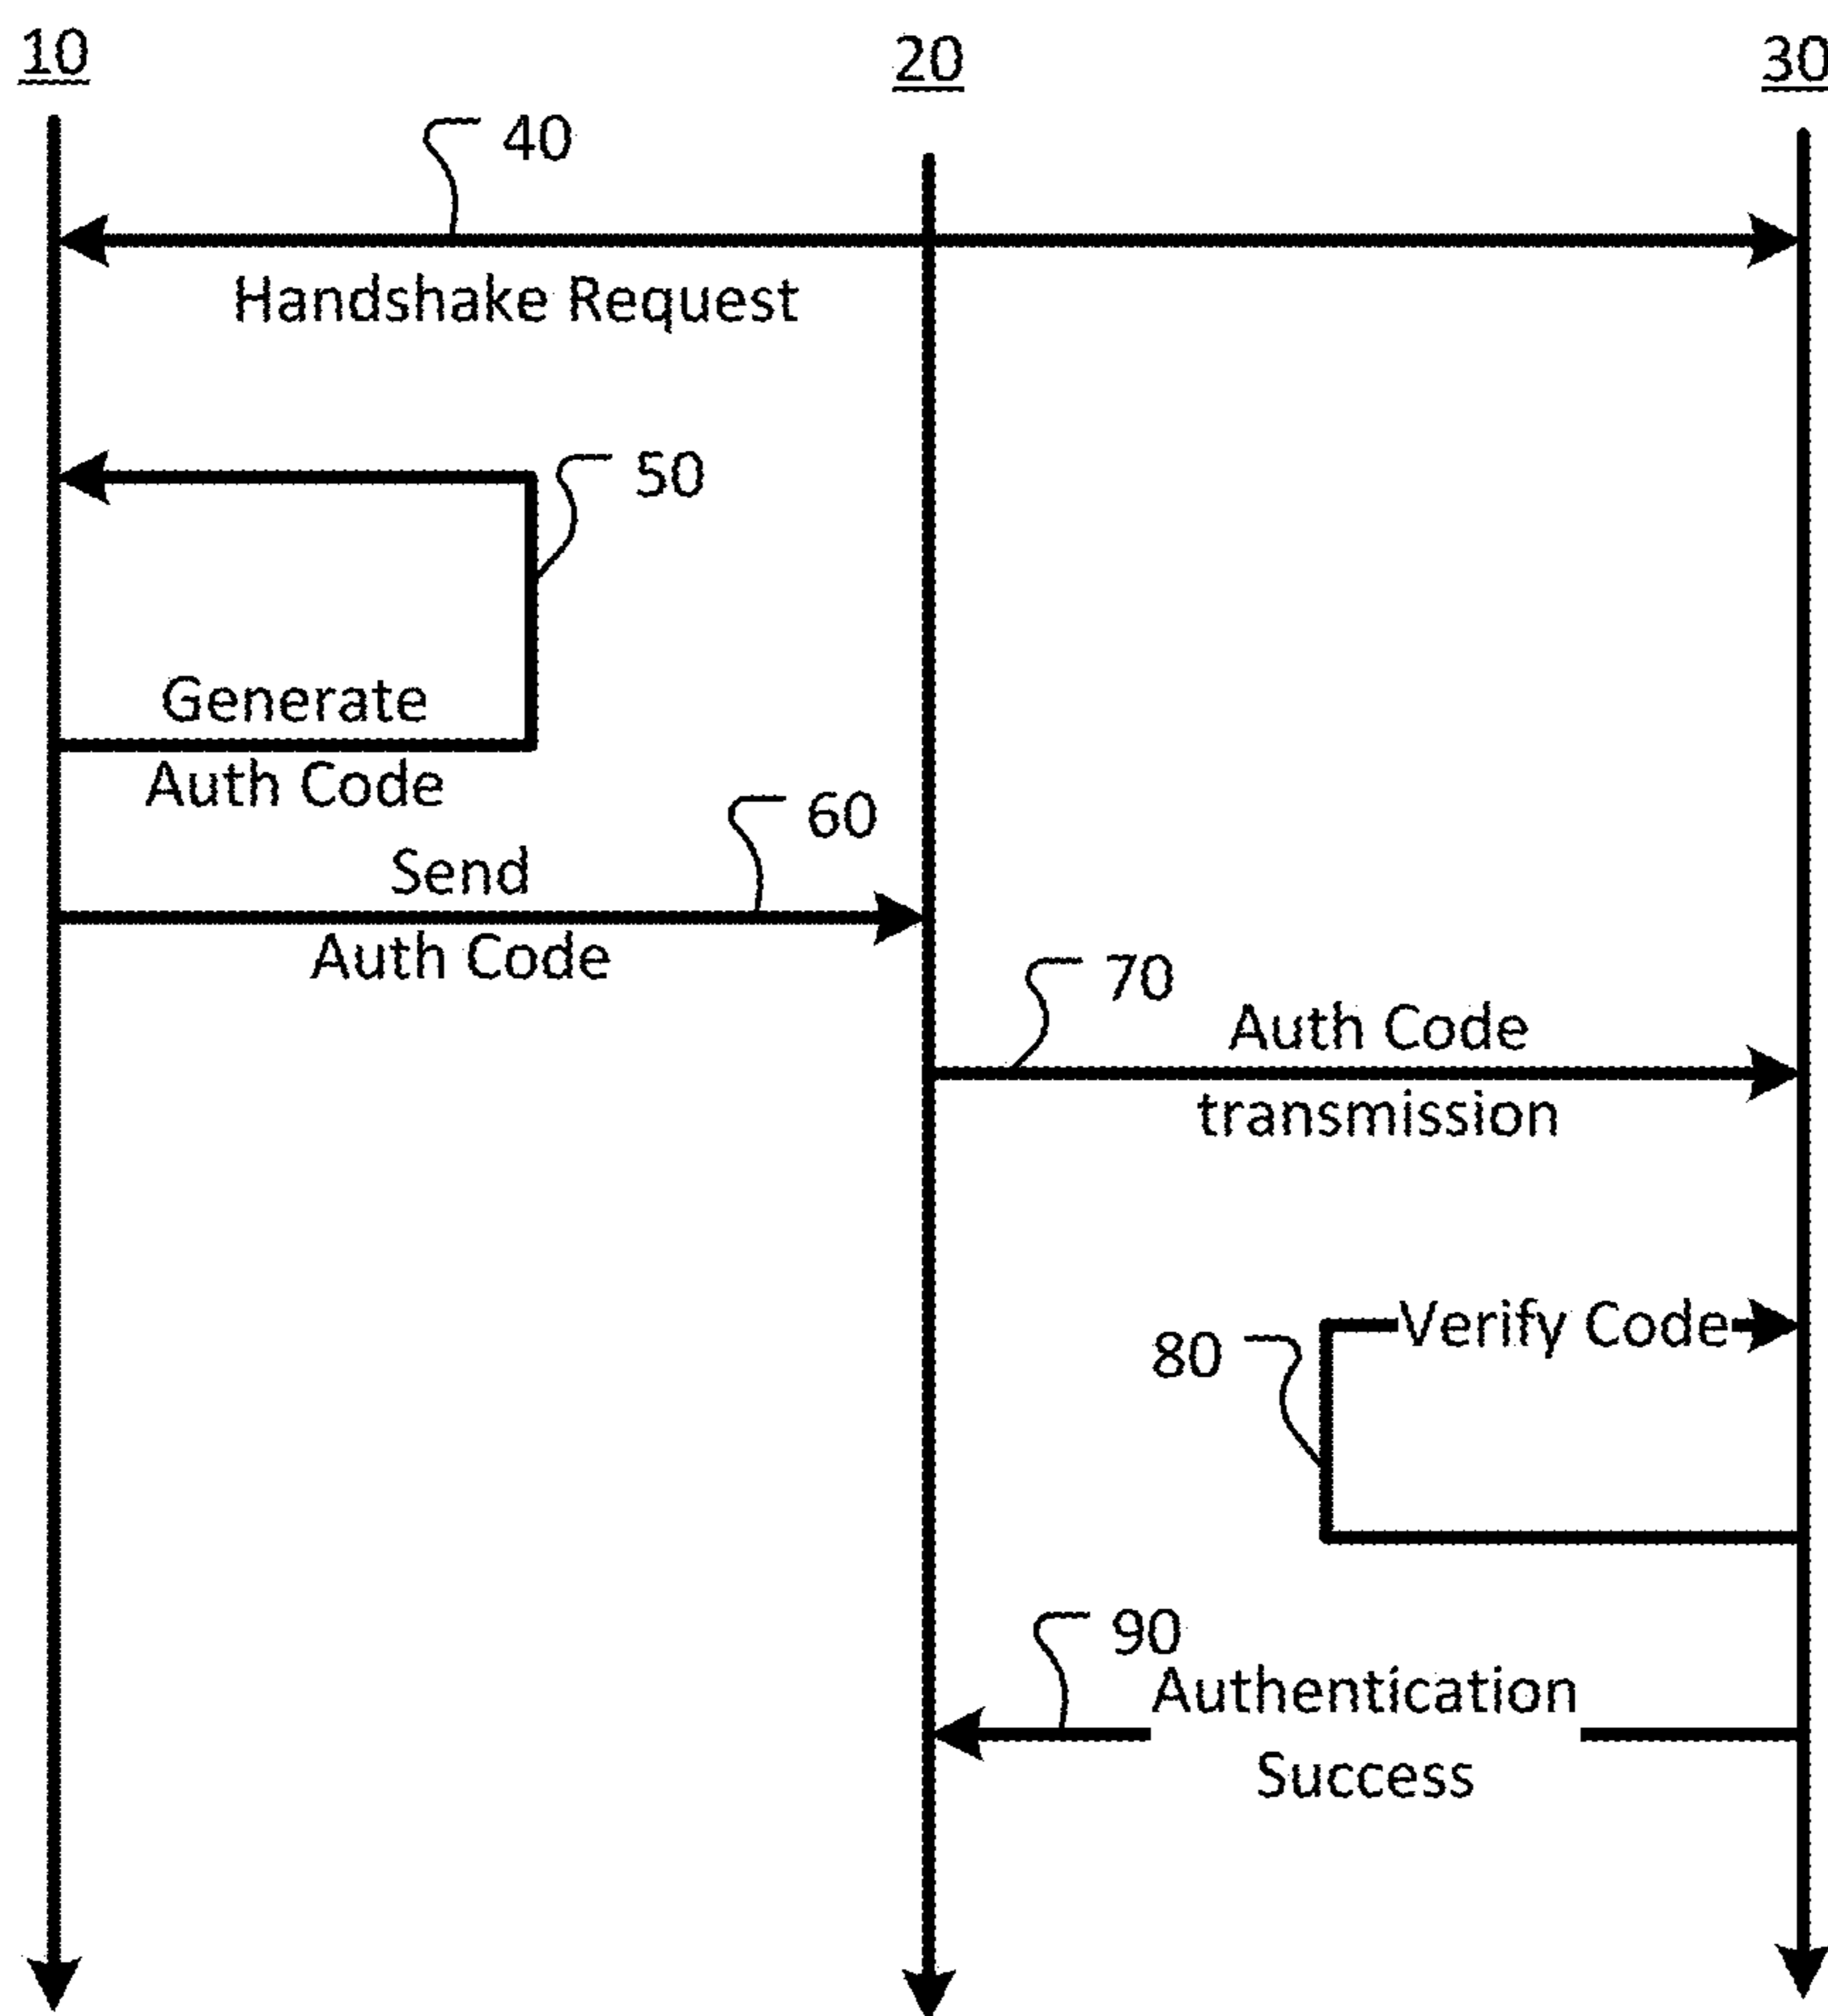 10
20
30
40
Handshake Request
50
Generate
Auth Code
60
Send
Auth Code
70
Auth Code
transmission
Verify Code
80
90
Authentication
Success